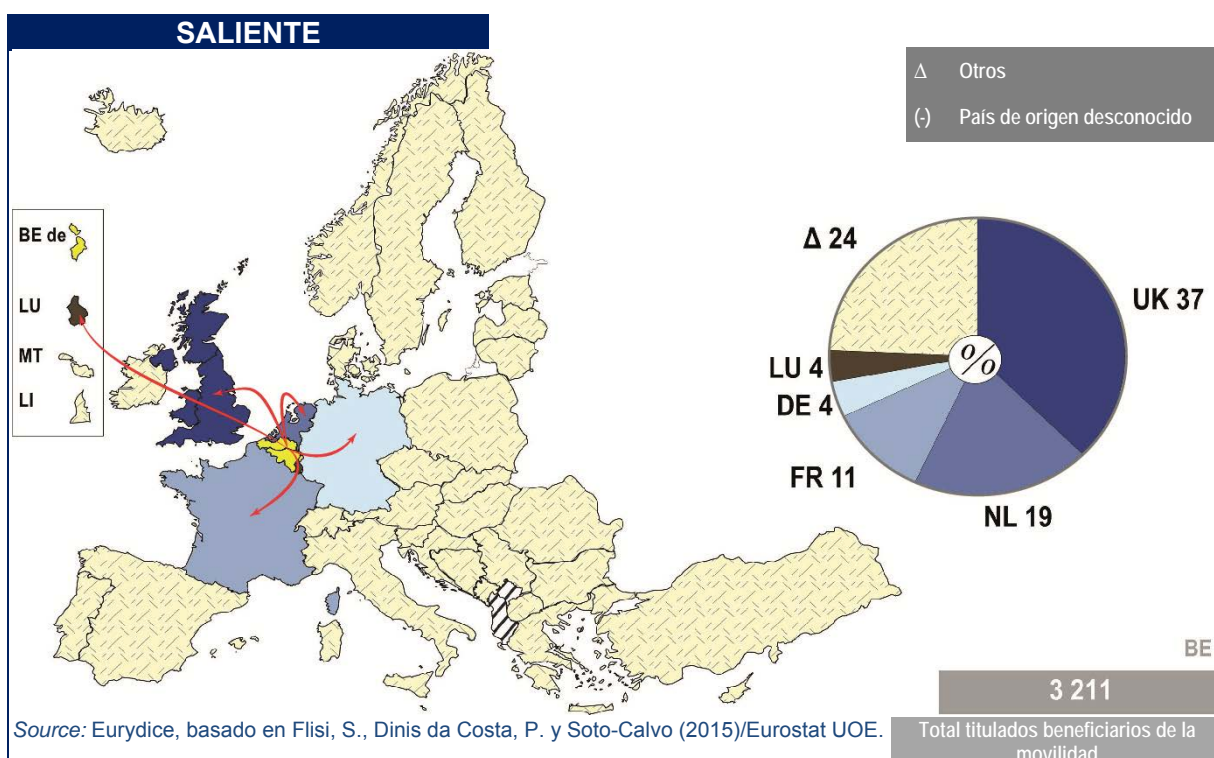 SALIENTE
Δ Otros
(-) País de origen desconocido
BE de
LU
MT
LI
Δ 24
UK 37
%
LU 4
DE 4
FR 11
NL 19
BE
3 211
Source: Eurydice, basado en Flisi, S., Dinis da Costa, P. y Soto-Calvo (2015)/Eurostat UOE.
Total titulados beneficiarios de la
movilidad